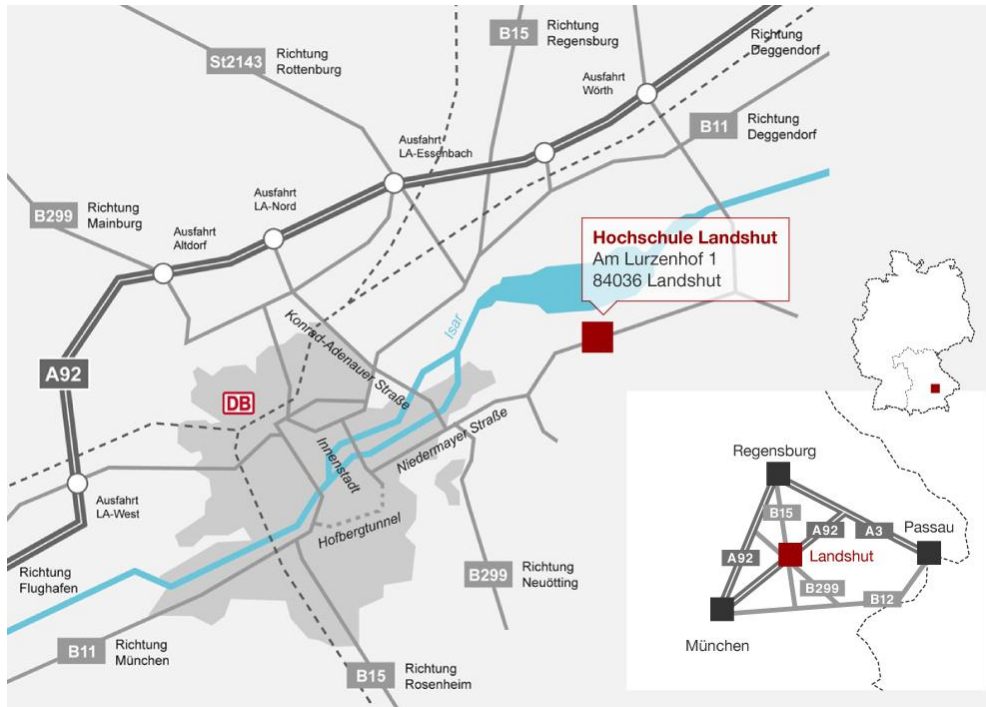 B15
Richtung
Regensburg
Richtung
Deggendorf
St2143
Richtung
Rottenburg
Ausfahrt
Wörth
B11
Richtung
Deggendorf
Ausfahrt
LA-Essenbach
Ausfahrt
LA-Nord
B299
Richtung
Mainburg
Ausfahrt
Altdorf
Hochschule Landshut
Am Lurzenhof 1
84036 Landshut
Isar
Konrad-Adenauer Straße
A92
DB
Niedermayer Straße
Innenstadt
Ausfahrt
LA-West
Hofbergtunnel
Richtung
Flughafen
B299
Richtung
Neuötting
B11
Richtung
München
B15
Richtung
Rosenheim
Regensburg
B15
A92
A3
Passau
A92
Landshut
B299
B12
München